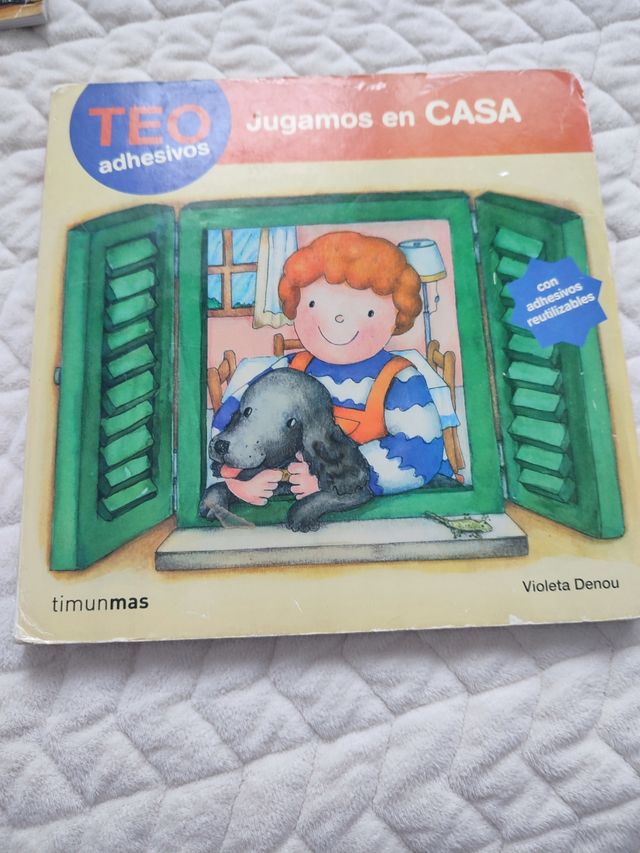 TEO
adhesivos
Jugamos en CASA
con
adhesivos
reutilizables
timunmas
Violeta Denou